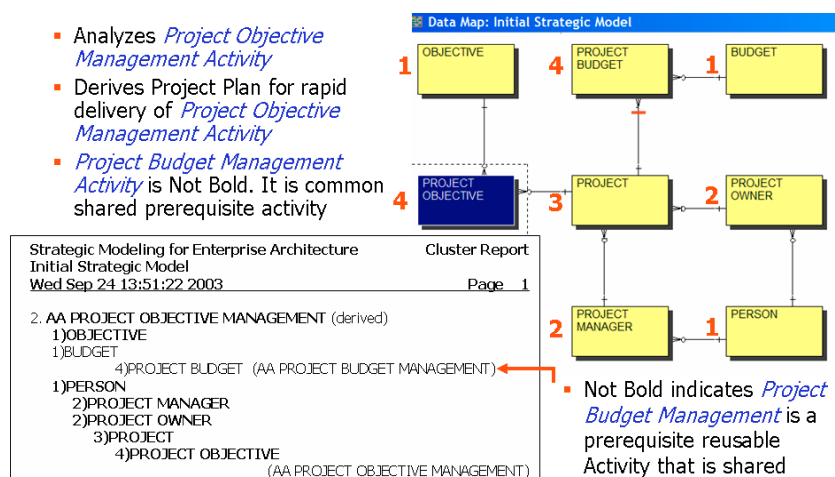 ▪ Analyzes Project Objective
Management Activity
▪ Derives Project Plan for rapid
delivery of Project Objective
Management Activity
▪ Project Budget Management
Activity is Not Bold. It is common
shared prerequisite activity
Data Map: Initial Strategic Model
1
OBJECTIVE
4
PROJECT
BUDGET
1
BUDGET
4
PROJECT
OBJECTIVE
3
PROJECT
2
PROJECT
OWNER
2
PROJECT
MANAGER
1
PERSON
Strategic Modeling for Enterprise Architecture Cluster Report
Initial Strategic Model
Wed Sep 24 13:51:22 2003 Page 1
2. AA PROJECT OBJECTIVE MANAGEMENT (derived)
1)OBJECTIVE
1)BUDGET
4)PROJECT BUDGET (AA PROJECT BUDGET MANAGEMENT)
1)PERSON
2)PROJECT MANAGER
2)PROJECT OWNER
3)PROJECT
4)PROJECT OBJECTIVE
(AA PROJECT OBJECTIVE MANAGEMENT)
▪ Not Bold indicates Project
Budget Management is a
prerequisite reusable
Activity that is shared